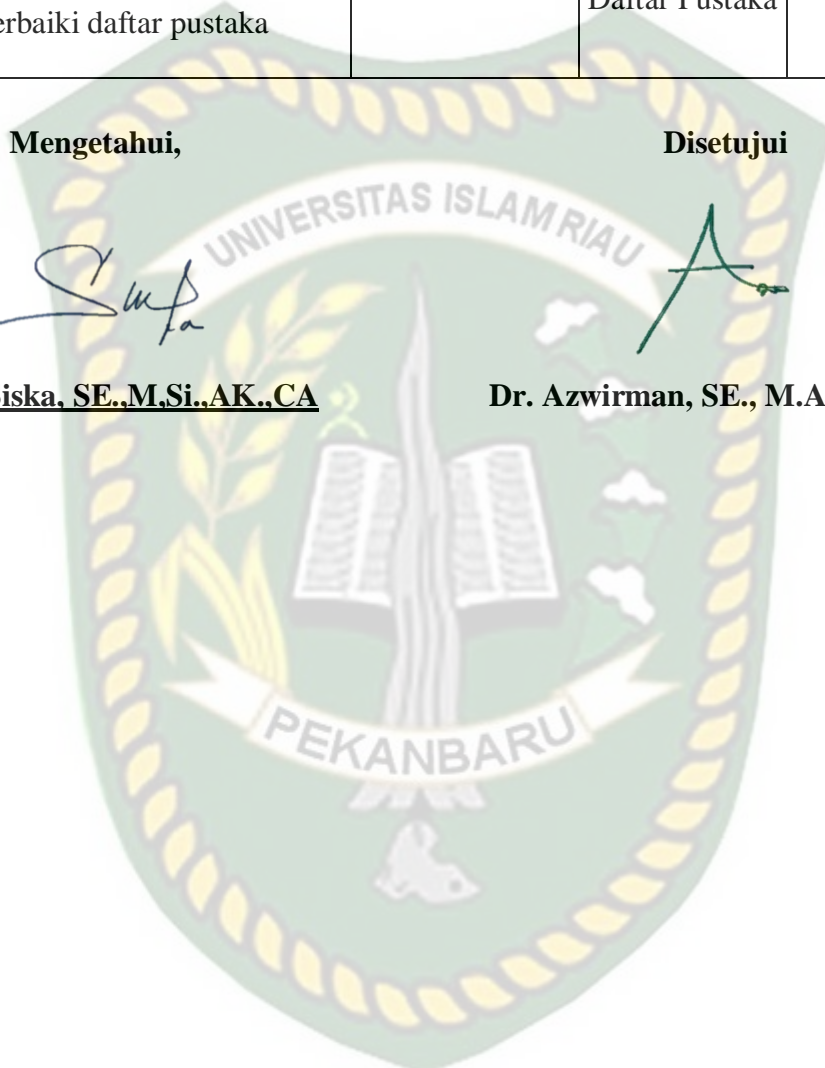 Daftar Pustaka
erbaiki daftar pustaka
Mengetahui,
Disetujui
UNIVERSITAS ISLAM RIAU
iska, SE.,M,Si.,AK.,CA
Dr. Azwirman, SE., M.A
PEKANBARU